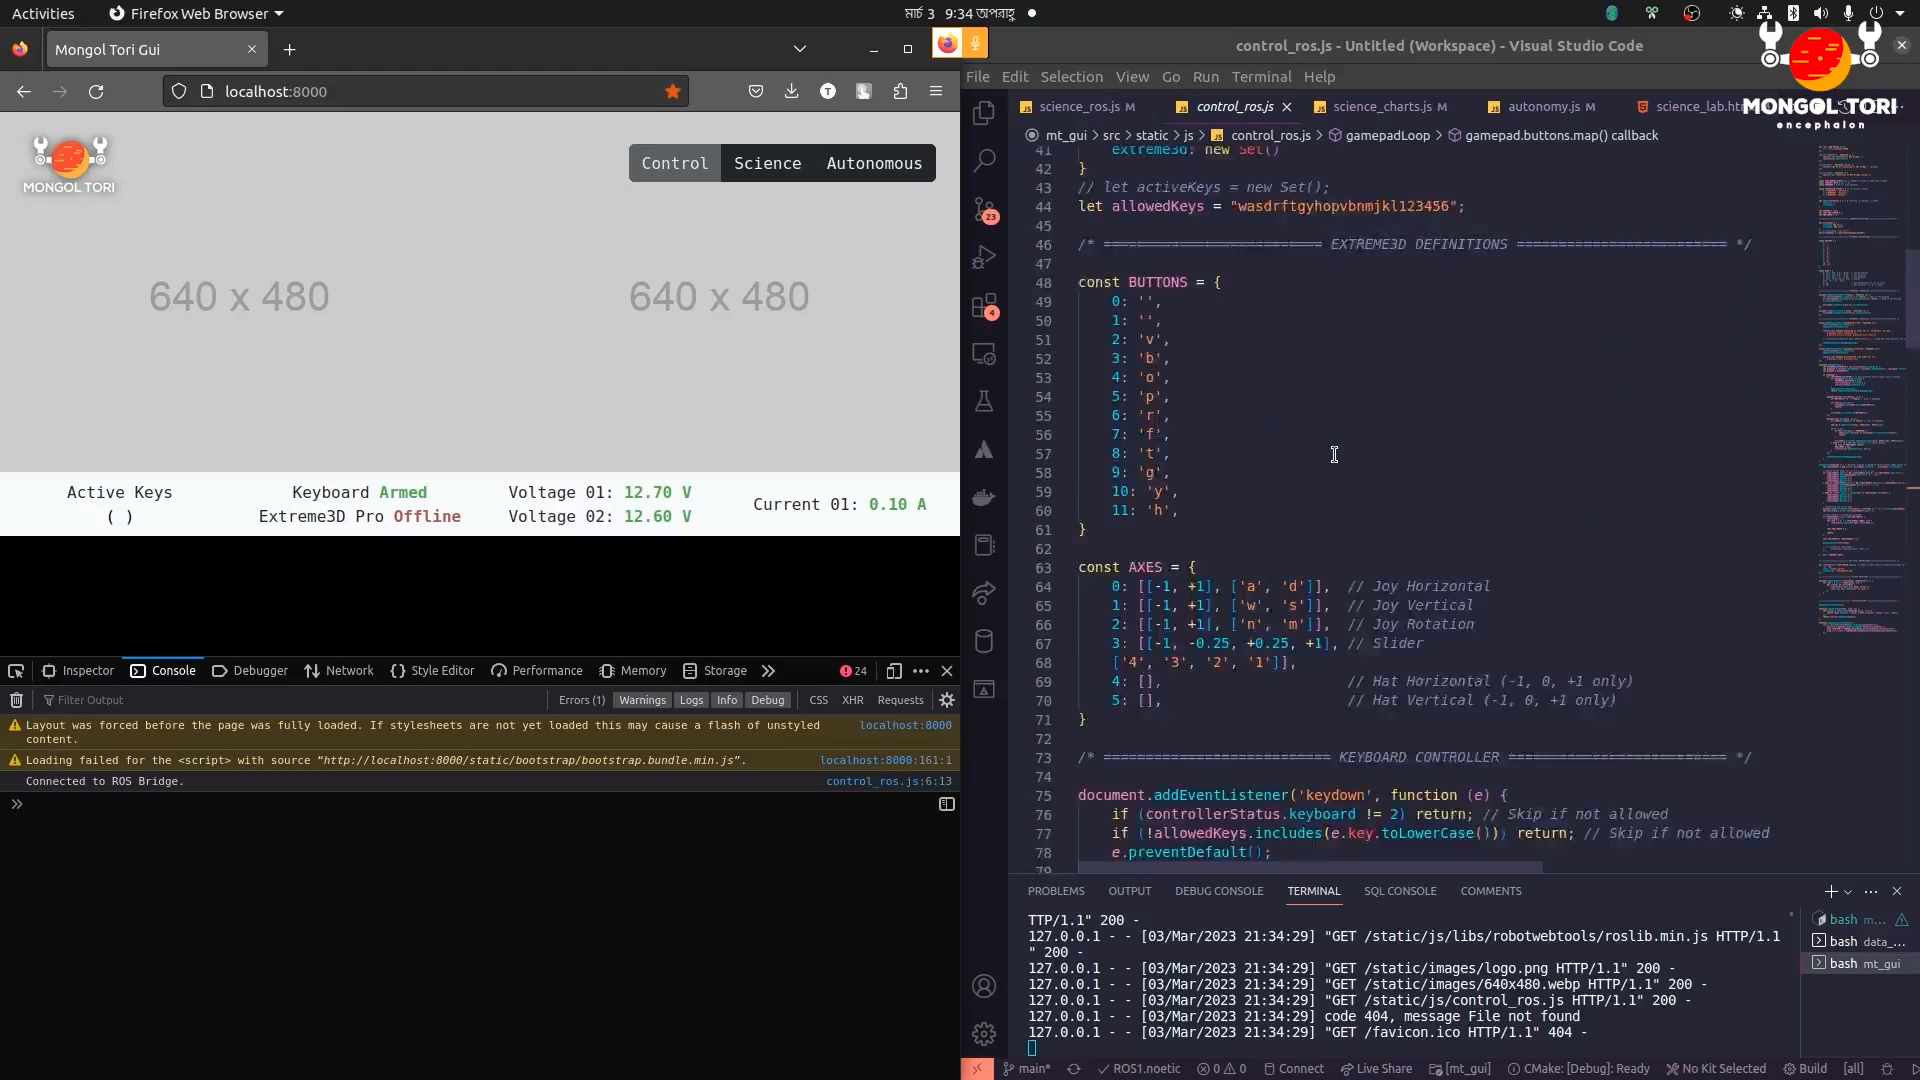 Activities
Firefox Web Browser
মার্চ 3 9:34 অপরাহ্ণ
Mongol Tori Gui
control_ros.js - Untitled (Workspace) - Visual Studio Code
localhost:8000
File Edit Selection View Go Run Terminal Help
science_ros.js M
control_ros.js
science_charts.js M
autonomy.js M
MONGOL TORI
encephalon
mt_gui > src > static > js > control_ros.js > gamepadLoop > gamepad.buttons.map() callback
MONGOL TORI
Control Science Autonomous
640 x 480
640 x 480
Active Keys
( )
Keyboard Armed
Extreme3D Pro Offline
Voltage 01: 12.70 V
Voltage 02: 12.60 V
Current 01: 0.10 A
Inspector Console Debugger Network Style Editor Performance Memory Storage 24
Filter Output
Errors (1) Warnings Logs Info Debug CSS XHR Requests
Layout was forced before the page was fully loaded. If stylesheets are not yet loaded this may cause a flash of unstyled content. localhost:8000
Loading failed for the <script> with source “http://localhost:8000/static/bootstrap/bootstrap.bundle.min.js”. localhost:8000:161:1
Connected to ROS Bridge. control_ros.js:6:13
23
4
41 extreme3d: new Set()
42 }
43 // let activeKeys = new Set();
44 let allowedKeys = "wasdrftgyhopvbnmjkl123456";
45
46 /* ========================== EXTREME3D DEFINITIONS ========================= */
47
48 const BUTTONS = {
49 0: '',
50 1: '',
51 2: 'v',
52 3: 'b',
53 4: 'o',
54 5: 'p',
55 6: 'r',
56 7: 'f',
57 8: 't',
58 9: 'g',
59 10: 'y',
60 11: 'h',
61 }
62
63 const AXES = {
64 0: [[-1, +1], ['a', 'd']], // Joy Horizontal
65 1: [[-1, +1], ['w', 's']], // Joy Vertical
66 2: [[-1, +1], ['n', 'm']], // Joy Rotation
67 3: [[-1, -0.25, +0.25, +1], // Slider
68 ['4', '3', '2', '1']],
69 4: [], // Hat Horizontal (-1, 0, +1 only)
70 5: [], // Hat Vertical (-1, 0, +1 only)
71 }
72
73 /* =========================== KEYBOARD CONTROLLER ========================== */
74
75 document.addEventListener('keydown', function (e) {
76 if (controllerStatus.keyboard != 2) return; // Skip if not allowed
77 if (!allowedKeys.includes(e.key.toLowerCase())) return; // Skip if not allowed
78 e.preventDefault();
79
PROBLEMS OUTPUT DEBUG CONSOLE TERMINAL SQL CONSOLE COMMENTS
TTP/1.1" 200 -
127.0.0.1 - - [03/Mar/2023 21:34:29] "GET /static/js/libs/robotwebtools/roslib.min.js HTTP/1.1
" 200 -
127.0.0.1 - - [03/Mar/2023 21:34:29] "GET /static/images/logo.png HTTP/1.1" 200 -
127.0.0.1 - - [03/Mar/2023 21:34:29] "GET /static/images/640x480.webp HTTP/1.1" 200 -
127.0.0.1 - - [03/Mar/2023 21:34:29] "GET /static/js/control_ros.js HTTP/1.1" 200 -
127.0.0.1 - - [03/Mar/2023 21:34:29] code 404, message File not found
127.0.0.1 - - [03/Mar/2023 21:34:29] "GET /favicon.ico HTTP/1.1" 404 -
bash m...
bash data_...
bash mt_gui
main* ROS1.noetic 0 0 Connect Live Share [mt_gui] CMake: [Debug]: Ready No Kit Selected Build [all]